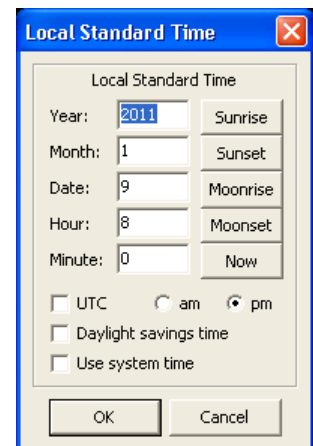 Local Standard Time
Local Standard Time
Year: 2011 Sunrise
Month: 1 Sunset
Date: 9 Moonrise
Hour: 8 Moonset
Minute: 0 Now
UTC am pm
Daylight savings time
Use system time
OK Cancel